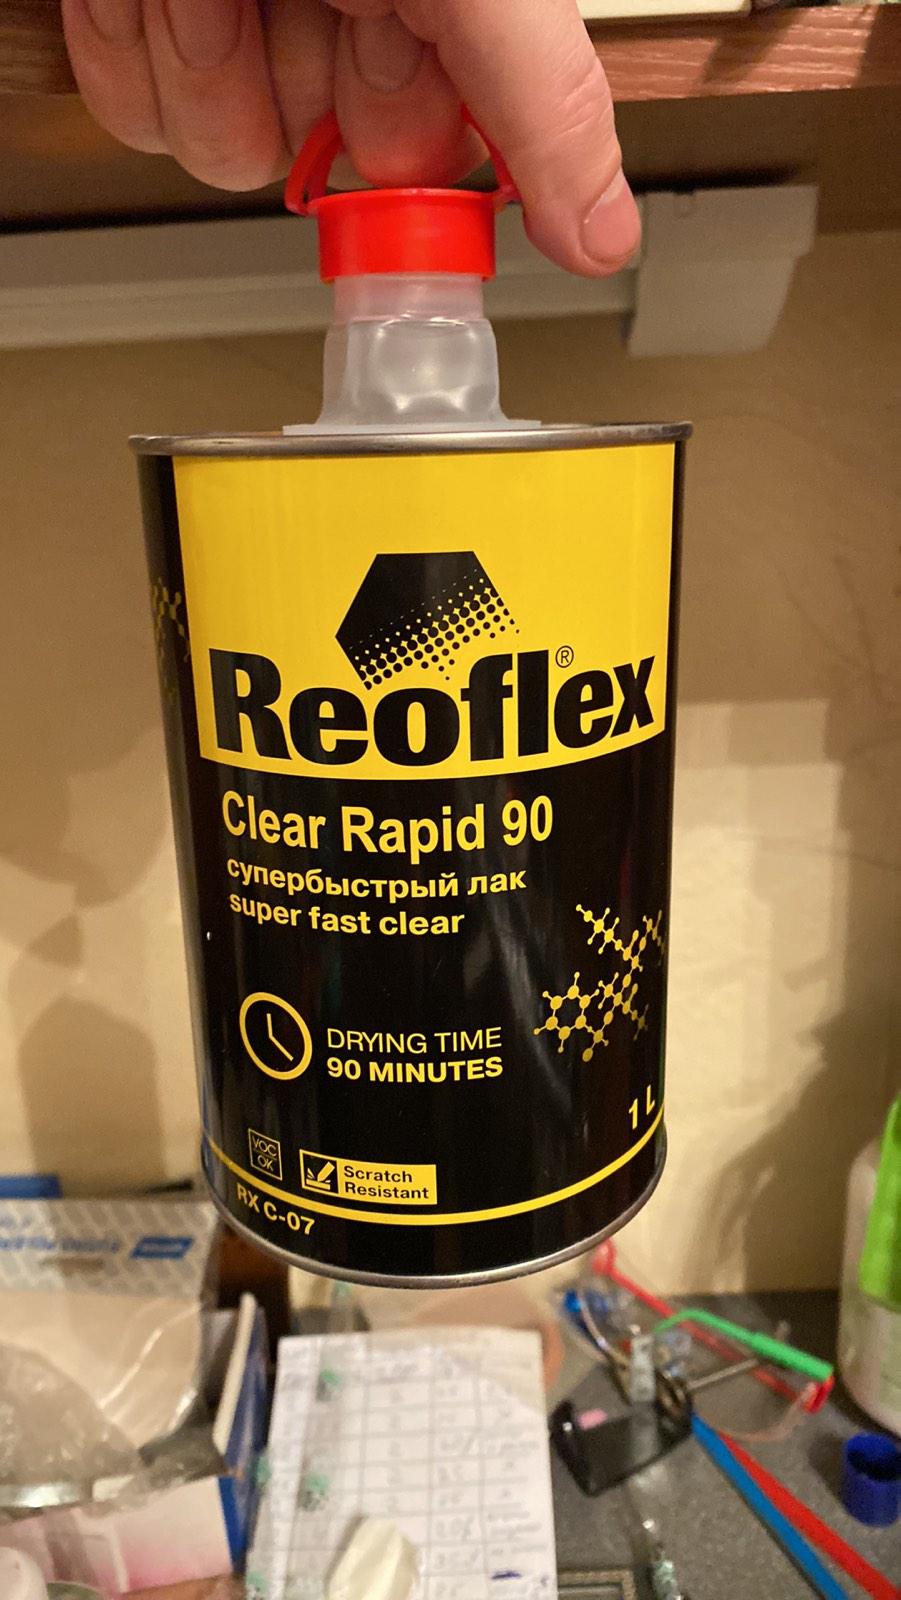 Reoflex®
Clear Rapid 90
супербыстрый лак
super fast clear
DRYING TIME
90 MINUTES
1 L
VOC
OK
Scratch
Resistant
RX C-07